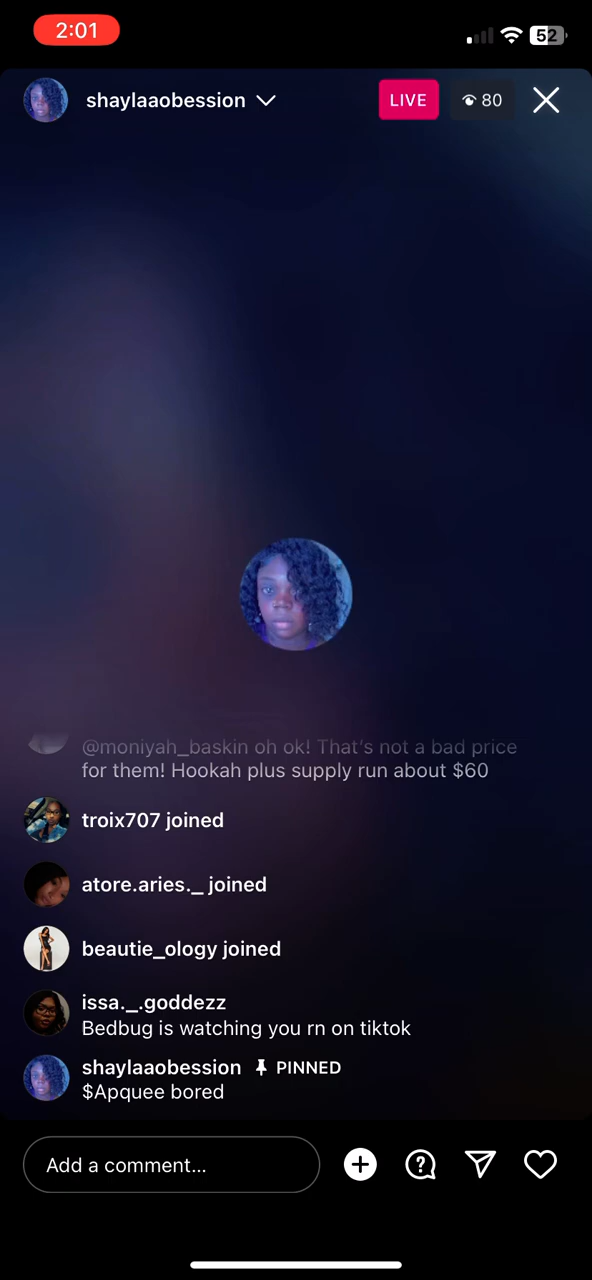 2:01
52
shaylaaobession
LIVE
80
@moniyah_baskin oh ok! That's not a bad price
for them! Hookah plus supply run about $60
troix707 joined
atore.aries._ joined
beautie_ology joined
issa._.goddezz
Bedbug is watching you rn on tiktok
shaylaaobession PINNED
$Apquee bored
Add a comment...